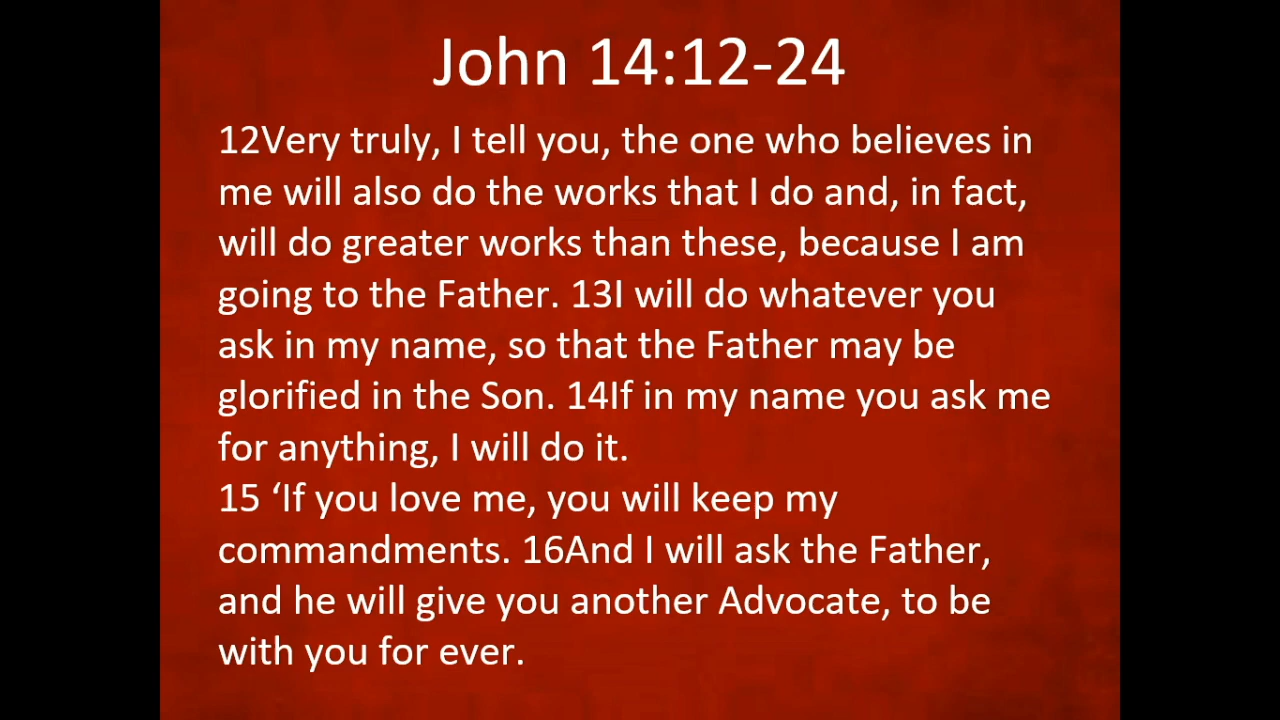 John 14:12-24
12Very truly, I tell you, the one who believes in
me will also do the works that I do and, in fact,
will do greater works than these, because I am
going to the Father. 13I will do whatever you
ask in my name, so that the Father may be
glorified in the Son. 14If in my name you ask me
for anything, I will do it.
15 ‘If you love me, you will keep my
commandments. 16And I will ask the Father,
and he will give you another Advocate, to be
with you for ever.